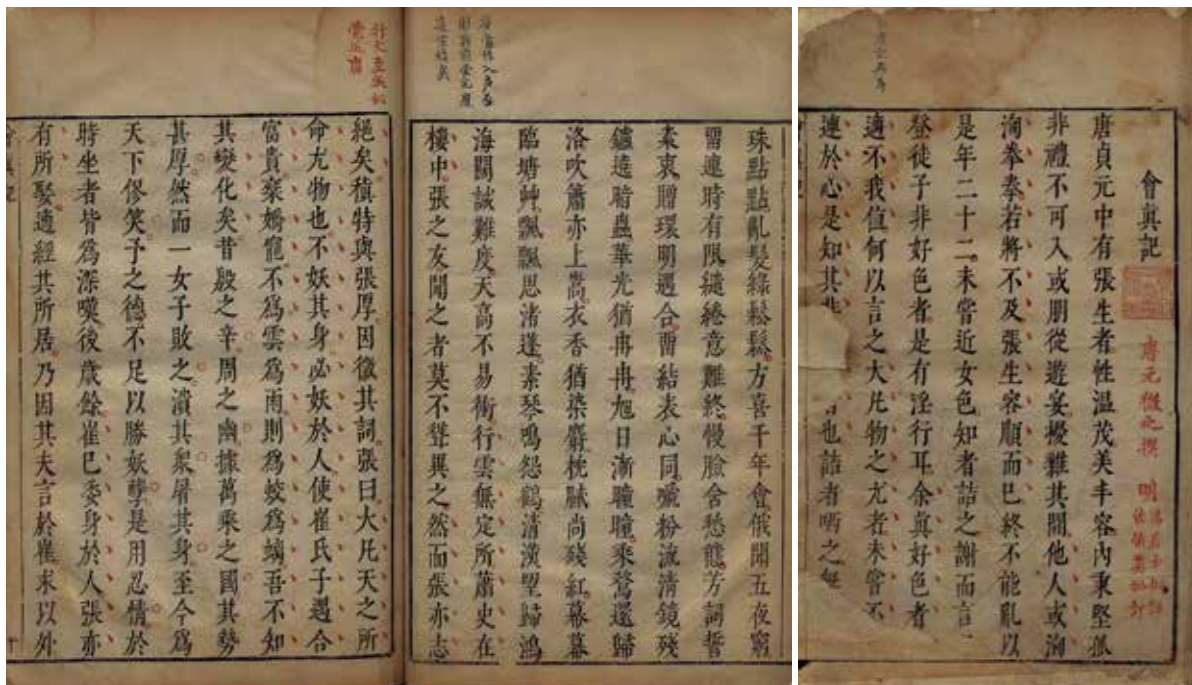 會眞記
唐元微之撰 明
唐貞元中有張生者性溫茂美丰容內秉堅孤
非禮不可入或朋從遊宴擾雜其間他人或洶
洶拳拳若將不及張生容順而已終不能亂以
是年二十二未嘗近女色知者詰之謝而言
登徒子非好色者是有淫行耳余眞好色者
適不我值何以言之大凡物之尤者未嘗不
連於心是知其非 也詰者哂之無
珠點點亂髮綠鬆鬆方喜千年會俄聞五夜窮
留連時有限繾綣意難終慢臉含愁態芳詞誓
素衷贈環明遇合畱結表心同啼粉流清鏡殘
鑪遶暗蟲華光猶冉冉旭日漸曈曈乘鶩還歸
洛吹簫亦上嵩衣香猶染麝枕膩尚殘紅冪冪
臨塘艸飄飄思渚蓬素琴鳴怨鶴清漢望歸鴻
海闊誠難度天高不易衝行雲無定所蕭史在
樓中張之友聞之者莫不聳異之然而張亦志
絕矣稹特與張厚因徵其詞張曰大凡天之所
命尤物也不妖其身必妖於人使崔氏子遇合
富貴秉嬌寵不爲雲爲雨則爲蛟爲螭吾不知
其變化矣昔殷之辛周之幽據萬乘之國其勢
甚厚然而一女子敗之潰其眾屠其身至今爲
天下僇笑予之德不足以勝妖孽是用忍情於
時坐者皆爲深嘆後歲餘崔已委身於人張亦
有所娶適經其所居乃因其夫言於崔求以外